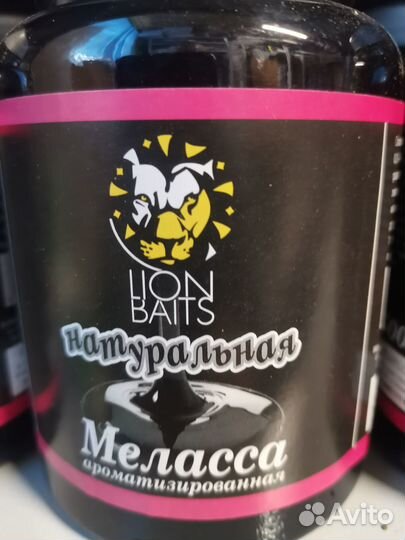 LION
BAITS
натуральная
Меласса
ароматизированная
Avito